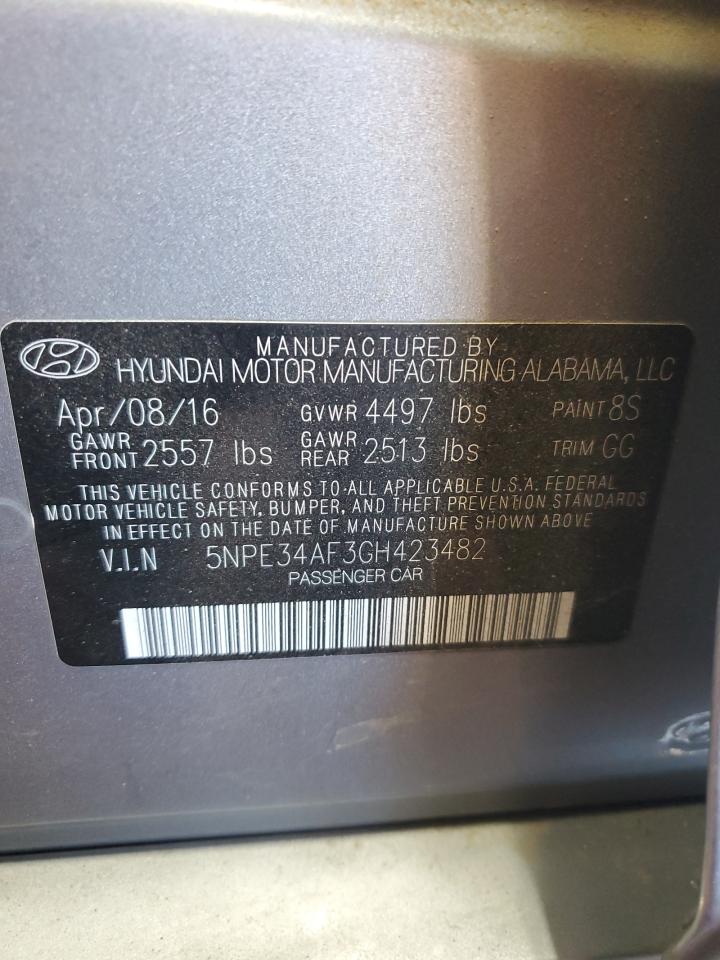 MANUFACTURED BY
HYUNDAI MOTOR MANUFACTURING ALABAMA, LLC
Apr/08/16 GVWR 4497 lbs PAINT 8S
GAWR FRONT 2557 lbs GAWR REAR 2513 lbs TRIM GG
THIS VEHICLE CONFORMS TO ALL APPLICABLE U.S.A. FEDERAL
MOTOR VEHICLE SAFETY, BUMPER, AND THEFT PREVENTION STANDARDS
IN EFFECT ON THE DATE OF MANUFACTURE SHOWN ABOVE
V.I.N 5NPE34AF3GH423482
PASSENGER CAR